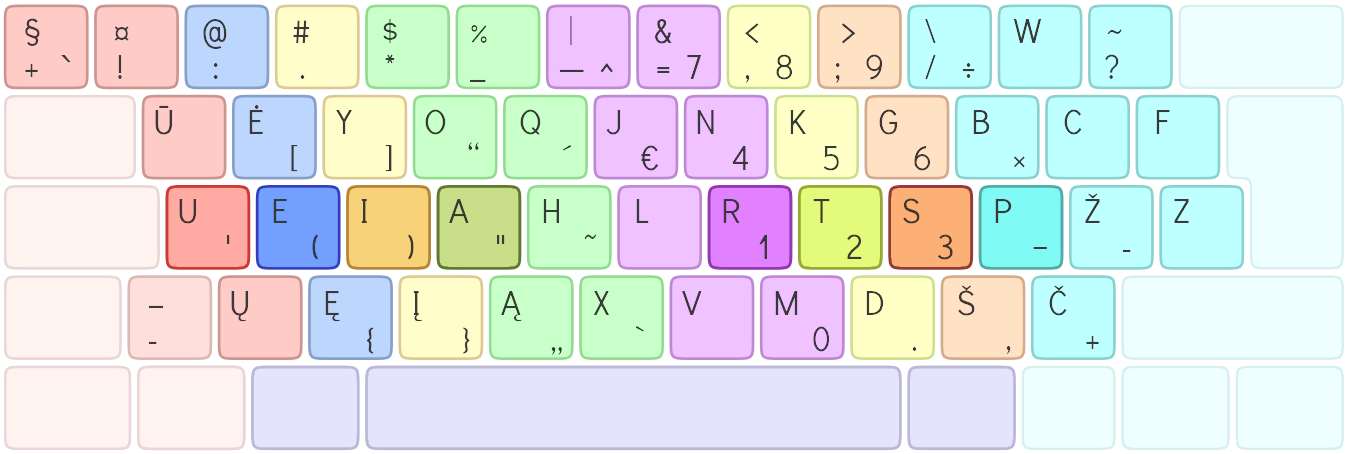 § ¤ @ # $ % | & < > \ W ~
+ ` ! : . * _ — ^ = 7 , 8 ; 9 / ÷ ?
Ū Ė Y O Q J N K G B C F
[ ] “ ´ € 4 5 6 ×
U E I A H L R T S P Ž Z
' ( ) " ~ 1 2 3 – -
– Ų Ę Į Ą X V M D Š Č
- { } „ ` 0 . , +